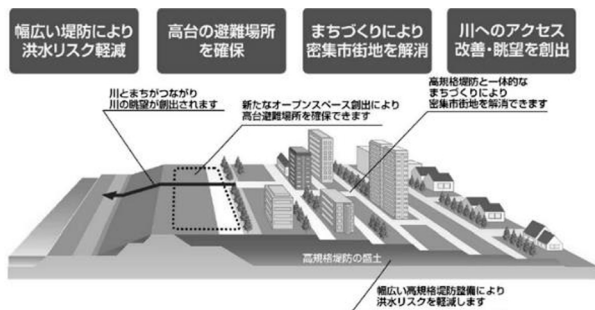 幅広い堤防により
洪水リスク軽減
高台の避難場所
を確保
まちづくりにより
密集市街地を解消
川へのアクセス
改善・眺望を創出
川とまちがつながり
川の眺望が創出されます
新たなオープンスペース創出により
高台避難場所を確保できます
高規格堤防と一体的な
まちづくりにより
密集市街地を解消できます
高規格堤防の盛土
幅広い高規格堤防整備により
洪水リスクを軽減します